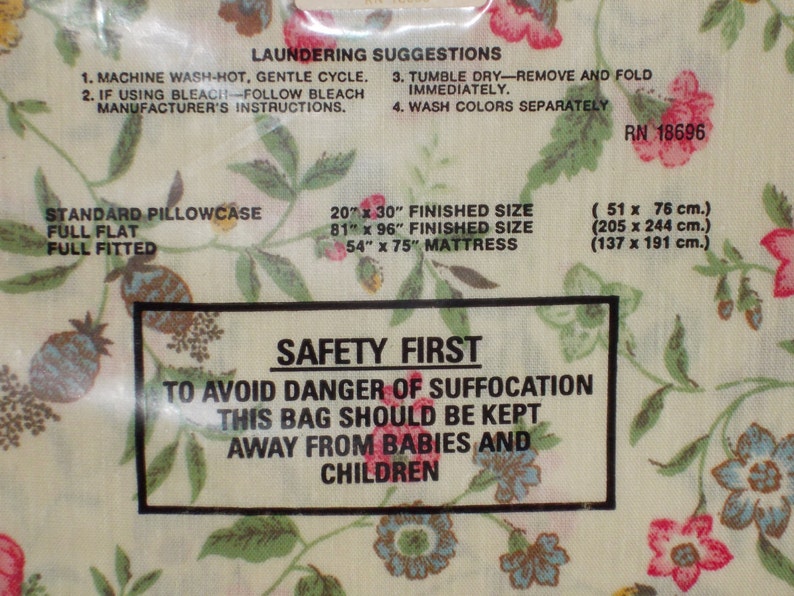 LAUNDERING SUGGESTIONS
1. MACHINE WASH-HOT, GENTLE CYCLE.
2. IF USING BLEACH—FOLLOW BLEACH
MANUFACTURER'S INSTRUCTIONS.
3. TUMBLE DRY—REMOVE AND FOLD
IMMEDIATELY.
4. WASH COLORS SEPARATELY
RN 18696
STANDARD PILLOWCASE 20" x 30" FINISHED SIZE ( 51 x 76 cm.)
FULL FLAT 81" x 96" FINISHED SIZE (205 x 244 cm.)
FULL FITTED 54" x 75" MATTRESS (137 x 191 cm.)
SAFETY FIRST
TO AVOID DANGER OF SUFFOCATION
THIS BAG SHOULD BE KEPT
AWAY FROM BABIES AND
CHILDREN